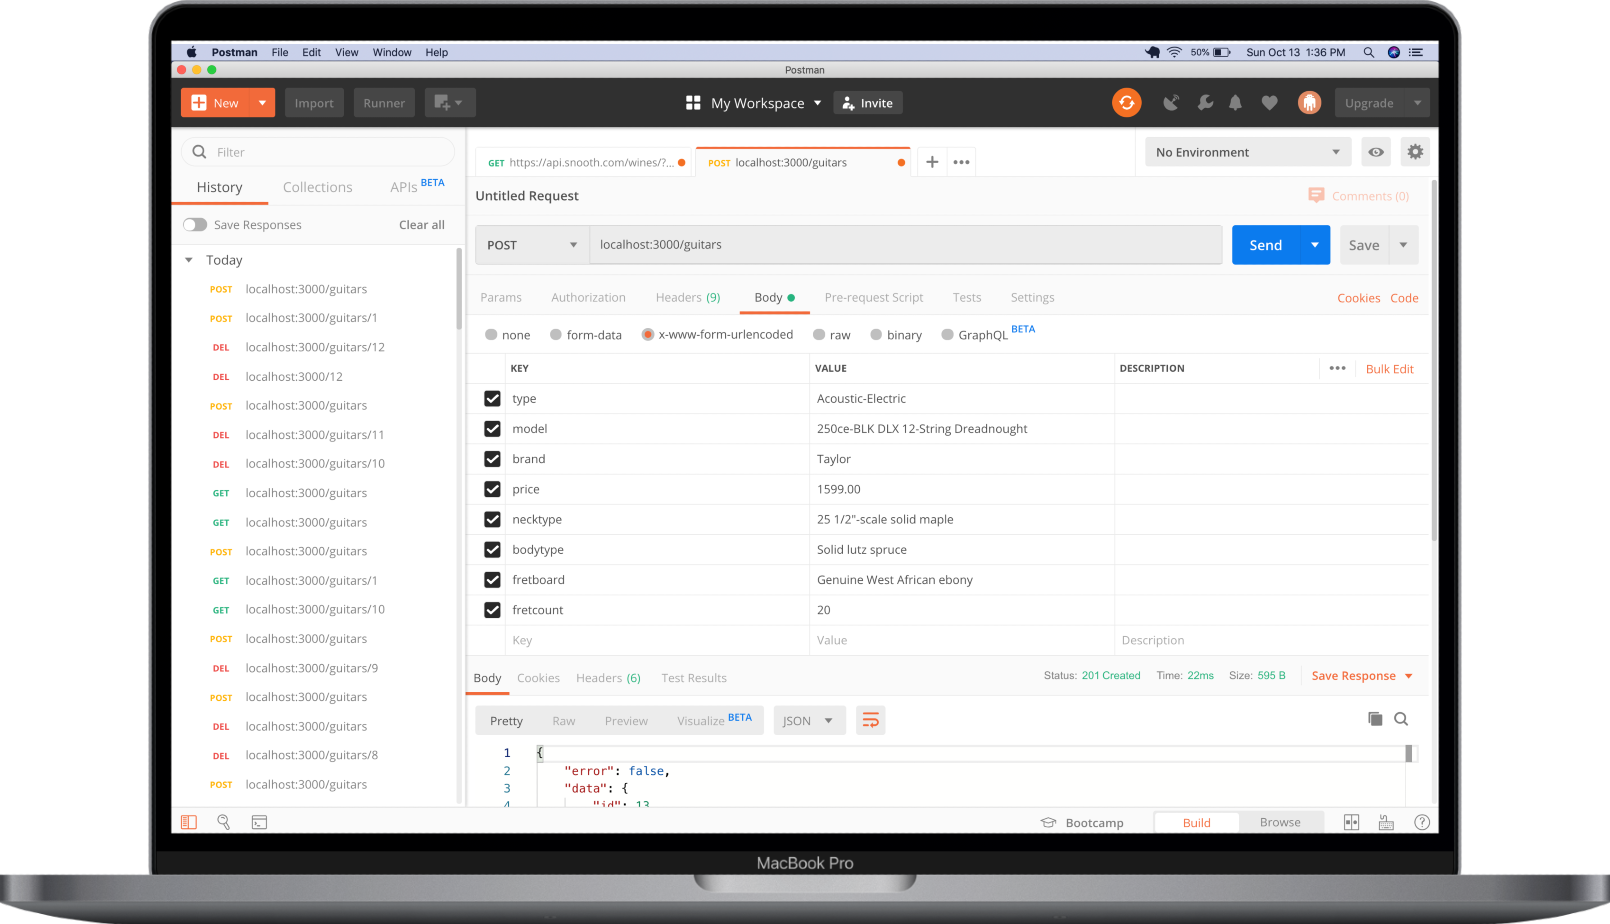 Postman File Edit View Window Help 50% Sun Oct 13 1:36 PM
Postman
New Import Runner My Workspace Invite Upgrade
Filter
GET https://api.snooth.com/wines/?... POST localhost:3000/guitars + ••• No Environment
History Collections APIs BETA
Untitled Request Comments (0)
Save Responses Clear all
POST localhost:3000/guitars Send Save
Today
POST localhost:3000/guitars
POST localhost:3000/guitars/1
DEL localhost:3000/guitars/12
DEL localhost:3000/12
POST localhost:3000/guitars
DEL localhost:3000/guitars/11
DEL localhost:3000/guitars/10
GET localhost:3000/guitars
GET localhost:3000/guitars
POST localhost:3000/guitars
GET localhost:3000/guitars/1
GET localhost:3000/guitars/10
POST localhost:3000/guitars
DEL localhost:3000/guitars/9
POST localhost:3000/guitars
DEL localhost:3000/guitars
DEL localhost:3000/guitars/8
POST localhost:3000/guitars
Params Authorization Headers (9) Body Pre-request Script Tests Settings Cookies Code
none form-data x-www-form-urlencoded raw binary GraphQL BETA
KEY VALUE DESCRIPTION ••• Bulk Edit
type Acoustic-Electric
model 250ce-BLK DLX 12-String Dreadnought
brand Taylor
price 1599.00
necktype 25 1/2"-scale solid maple
bodytype Solid lutz spruce
fretboard Genuine West African ebony
fretcount 20
Key Value Description
Body Cookies Headers (6) Test Results Status: 201 Created Time: 22ms Size: 595 B Save Response
Pretty Raw Preview Visualize BETA JSON
1 {
2 "error": false,
3 "data": {
4 "id": 13
Bootcamp Build Browse
MacBook Pro